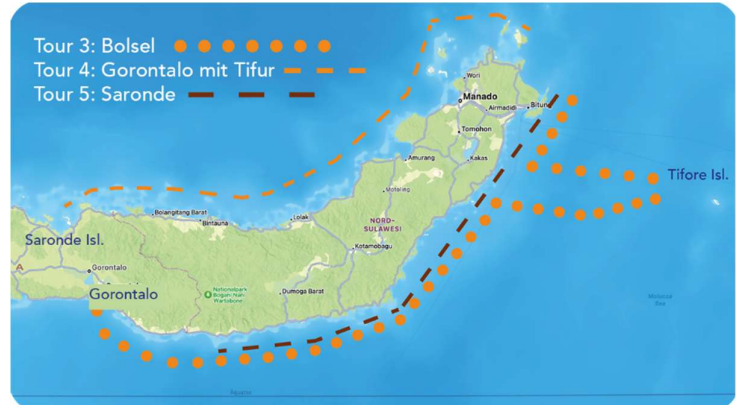 Tour 3: Bolsel
Tour 4: Gorontalo mit Tifur
Tour 5: Saronde
Wori
Manado
Airmadidi
Bitung
Tomohon
Amurang
Kakas
Tifore Isl.
Motoling
Bolangitang Barat
Bintauna
Lolak
NORD-
SULAWESI
Saronde Isl.
Kotamobagu
A
Gorontalo
Gorontalo
Nationalpark
Bogani Nani
Wartabone
Dumoga Barat